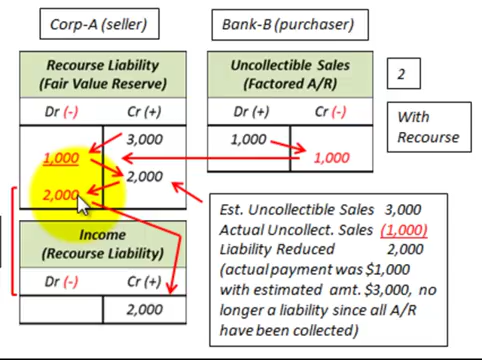 Corp-A (seller)
Bank-B (purchaser)
Recourse Liability
(Fair Value Reserve)
Dr (-) Cr (+)
3,000
1,000
2,000
2,000
Uncollectible Sales
(Factored A/R)
Dr (+) Cr (-)
1,000
1,000
2
With
Recourse
Income
(Recourse Liability)
Dr (-) Cr (+)
2,000
Est. Uncollectible Sales 3,000
Actual Uncollect. Sales (1,000)
Liability Reduced 2,000
(actual payment was $1,000
with estimated amt. $3,000, no
longer a liability since all A/R
have been collected)